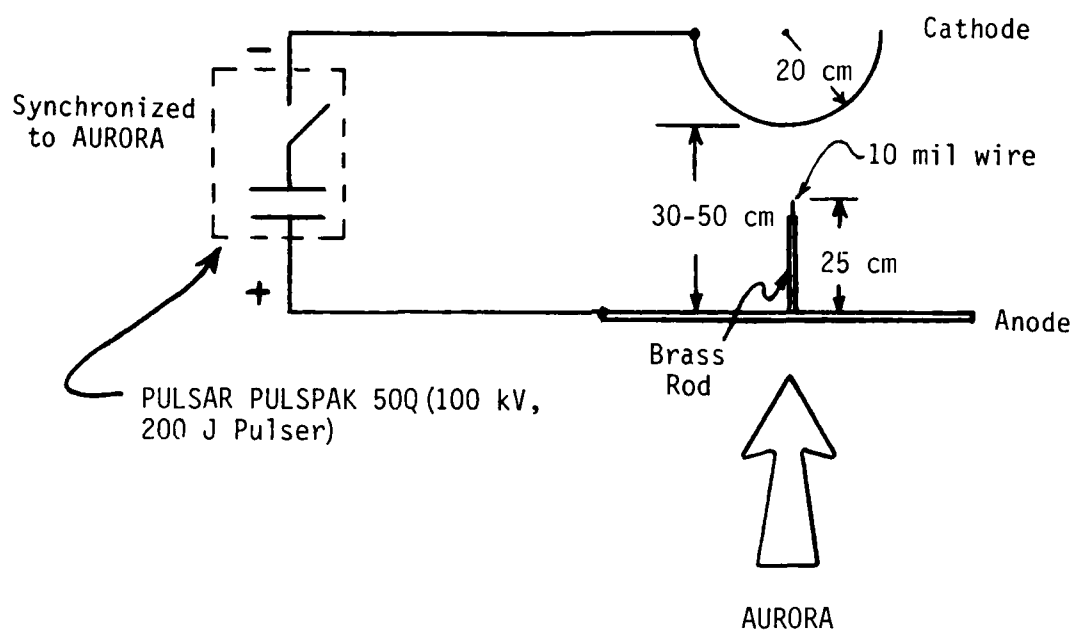 Cathode
20 cm
Synchronized
to AURORA
−
10 mil wire
30-50 cm
25 cm
+
Anode
Brass
Rod
PULSAR PULSPAK 50Q (100 kV,
200 J Pulser)
AURORA